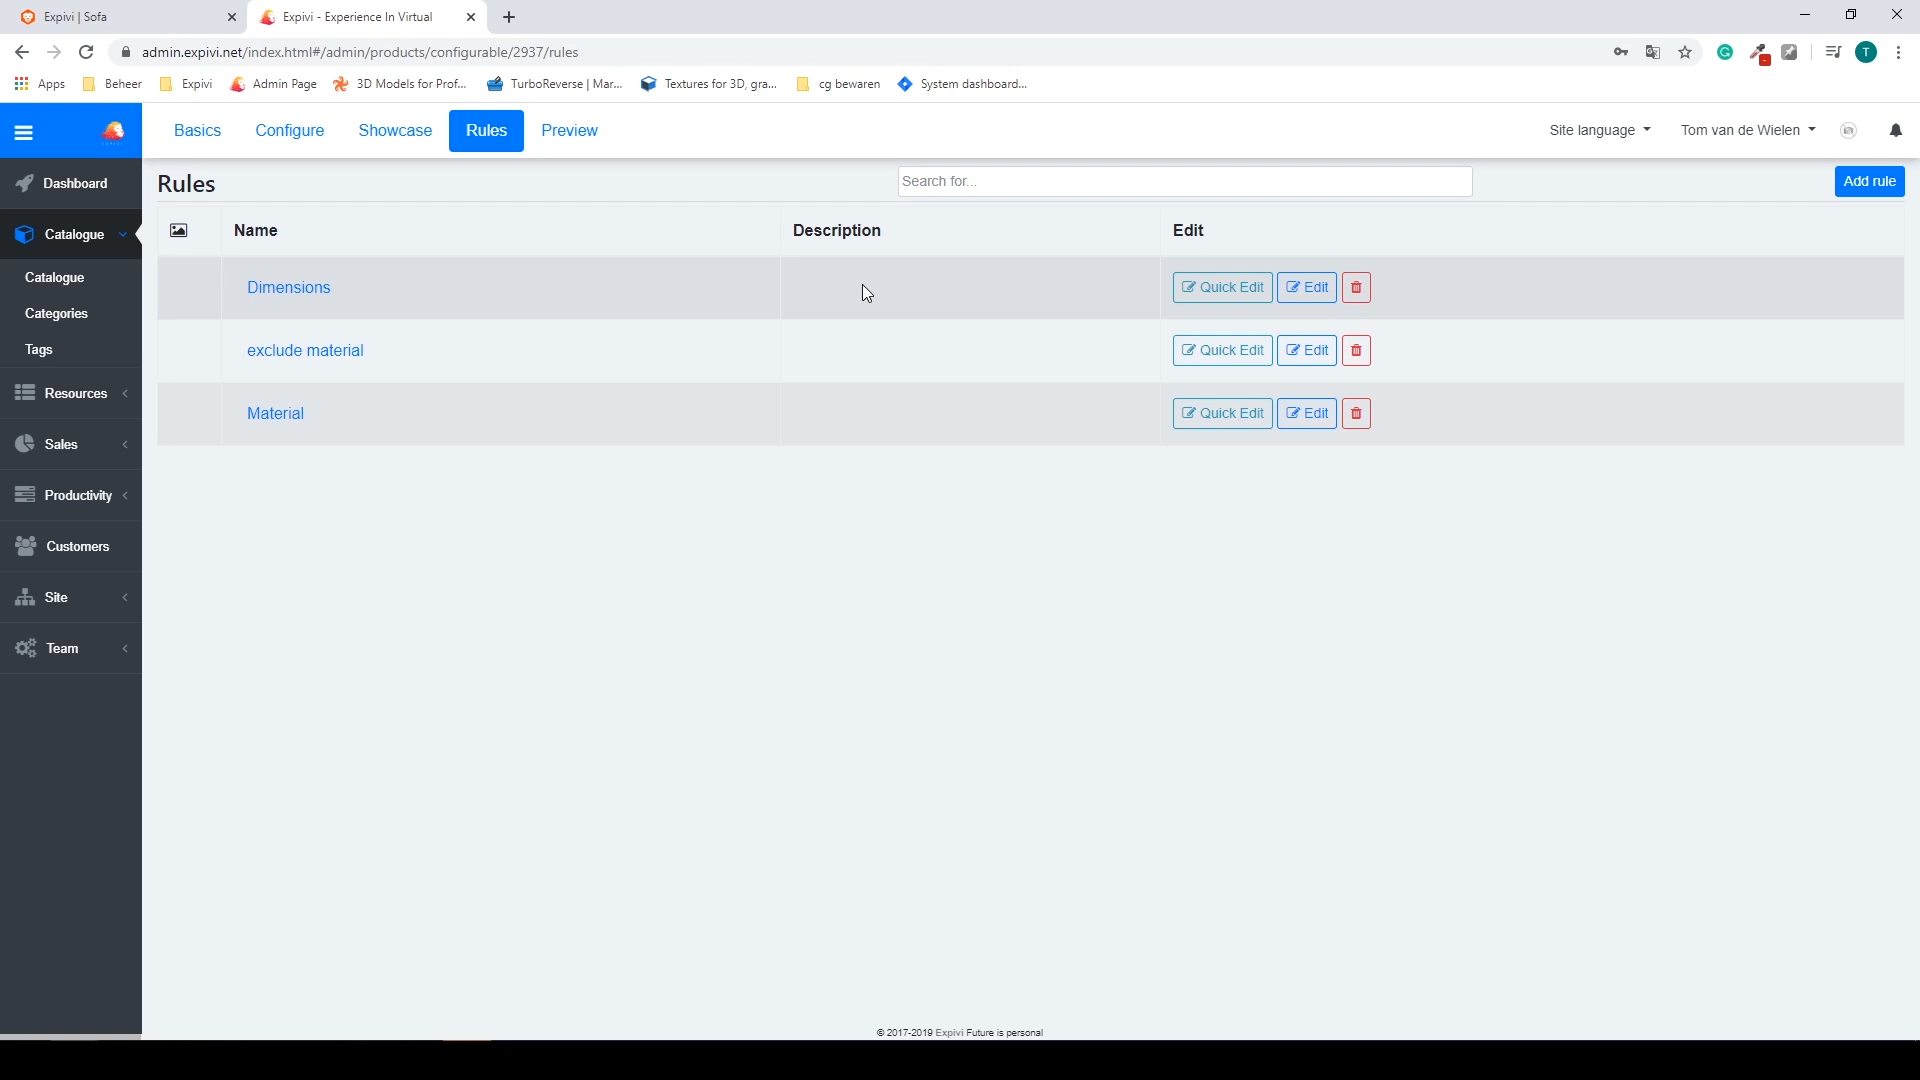 Expivi | Sofa
Expivi - Experience In Virtual
admin.expivi.net/index.html#/admin/products/configurable/2937/rules
T
Apps
Beheer
Expivi
Admin Page
3D Models for Prof...
TurboReverse | Mar...
Textures for 3D, gra...
cg bewaren
System dashboard...
Basics
Configure
Showcase
Rules
Preview
Site language
Tom van de Wielen
Dashboard
Catalogue
Catalogue
Categories
Tags
Resources
Sales
Productivity
Customers
Site
Team
Rules
Search for...
Add rule
Name
Description
Edit
Dimensions
Quick Edit
Edit
exclude material
Quick Edit
Edit
Material
Quick Edit
Edit
© 2017-2019 Expivi Future is personal